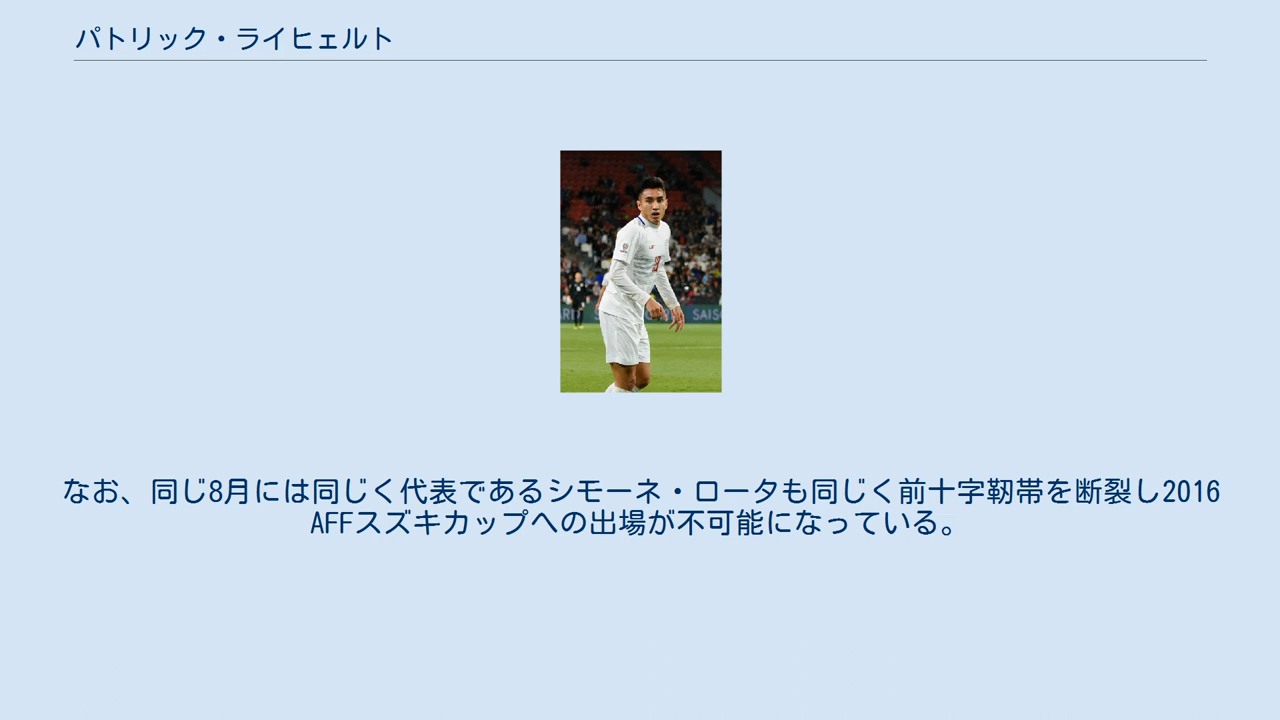 パトリック・ライヒェルト
SAIS
なお、同じ8月には同じく代表であるシモーネ・ロータも同じく前十字靭帯を断裂し2016
AFFスズキカップへの出場が不可能になっている。